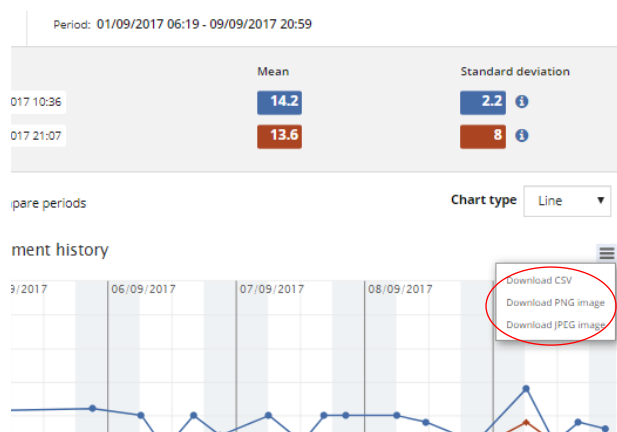 Period: 01/09/2017 06:19 - 09/09/2017 20:59
Mean Standard deviation
017 10:36 14.2 2.2
017 21:07 13.6 8
pare periods Chart type Line
ment history
9/2017 06/09/2017 07/09/2017 08/09/2017
Download CSV
Download PNG image
Download JPEG image